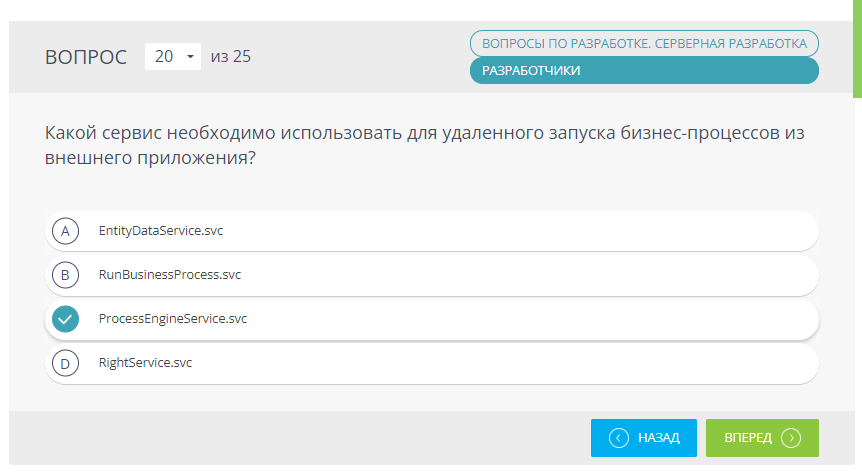 ВОПРОС 20 из 25
ВОПРОСЫ ПО РАЗРАБОТКЕ. СЕРВЕРНАЯ РАЗРАБОТКА
РАЗРАБОТЧИКИ
Какой сервис необходимо использовать для удаленного запуска бизнес-процессов из
внешнего приложения?
A EntityDataService.svc
B RunBusinessProcess.svc
ProcessEngineService.svc
D RightService.svc
НАЗАД ВПЕРЕД